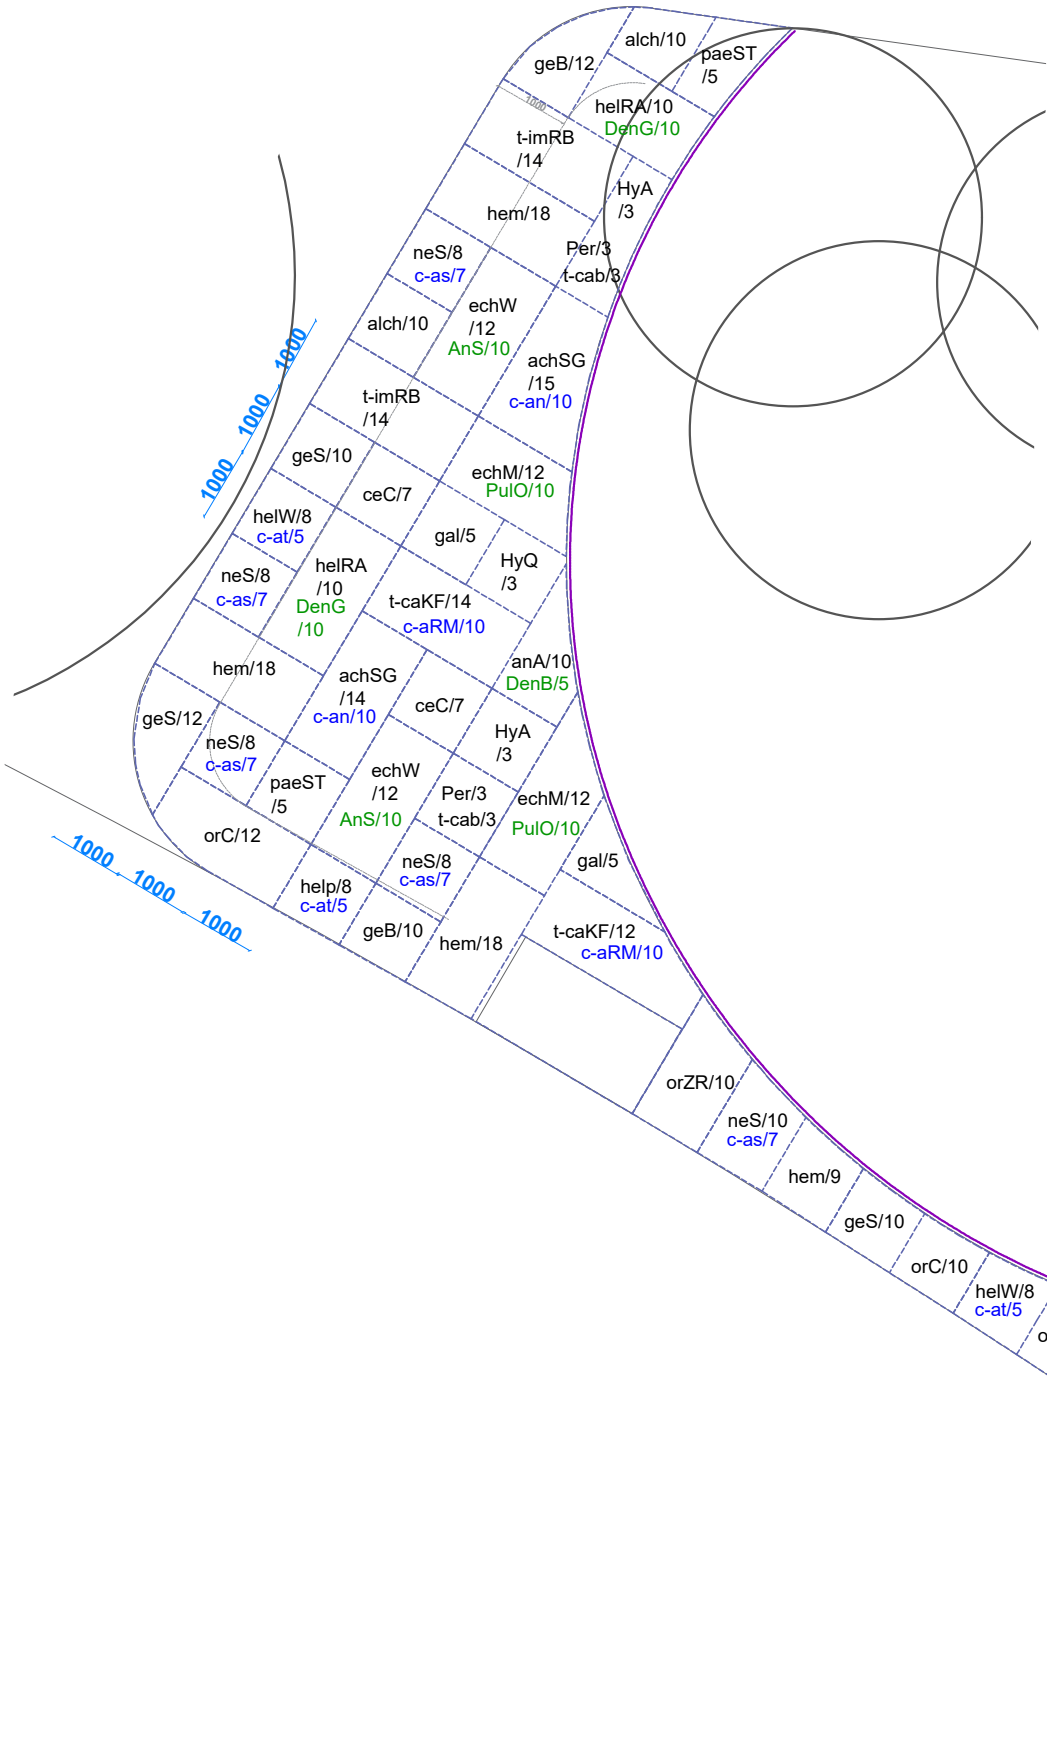 alch/10
paeST
/5
geB/12
helRA/10
DenG/10
1000
t-imRB
/14
HyA
/3
hem/18
Per/3
t-cab/3
neS/8
c-as/7
echW
/12
AnS/10
alch/10
achSG
/15
c-an/10
1000
1000
1000
t-imRB
/14
geS/10
echM/12
PulO/10
ceC/7
helW/8
c-at/5
gal/5
HyQ
/3
neS/8
c-as/7
helRA
/10
DenG
/10
t-caKF/14
c-aRM/10
hem/18
achSG
/14
c-an/10
anA/10
DenB/5
ceC/7
geS/12
neS/8
c-as/7
HyA
/3
paeST
/5
echW
/12
AnS/10
Per/3
t-cab/3
echM/12
PulO/10
orC/12
neS/8
c-as/7
gal/5
1000
1000
1000
help/8
c-at/5
geB/10
hem/18
t-caKF/12
c-aRM/10
orZR/10
neS/10
c-as/7
hem/9
geS/10
orC/10
helW/8
c-at/5
o